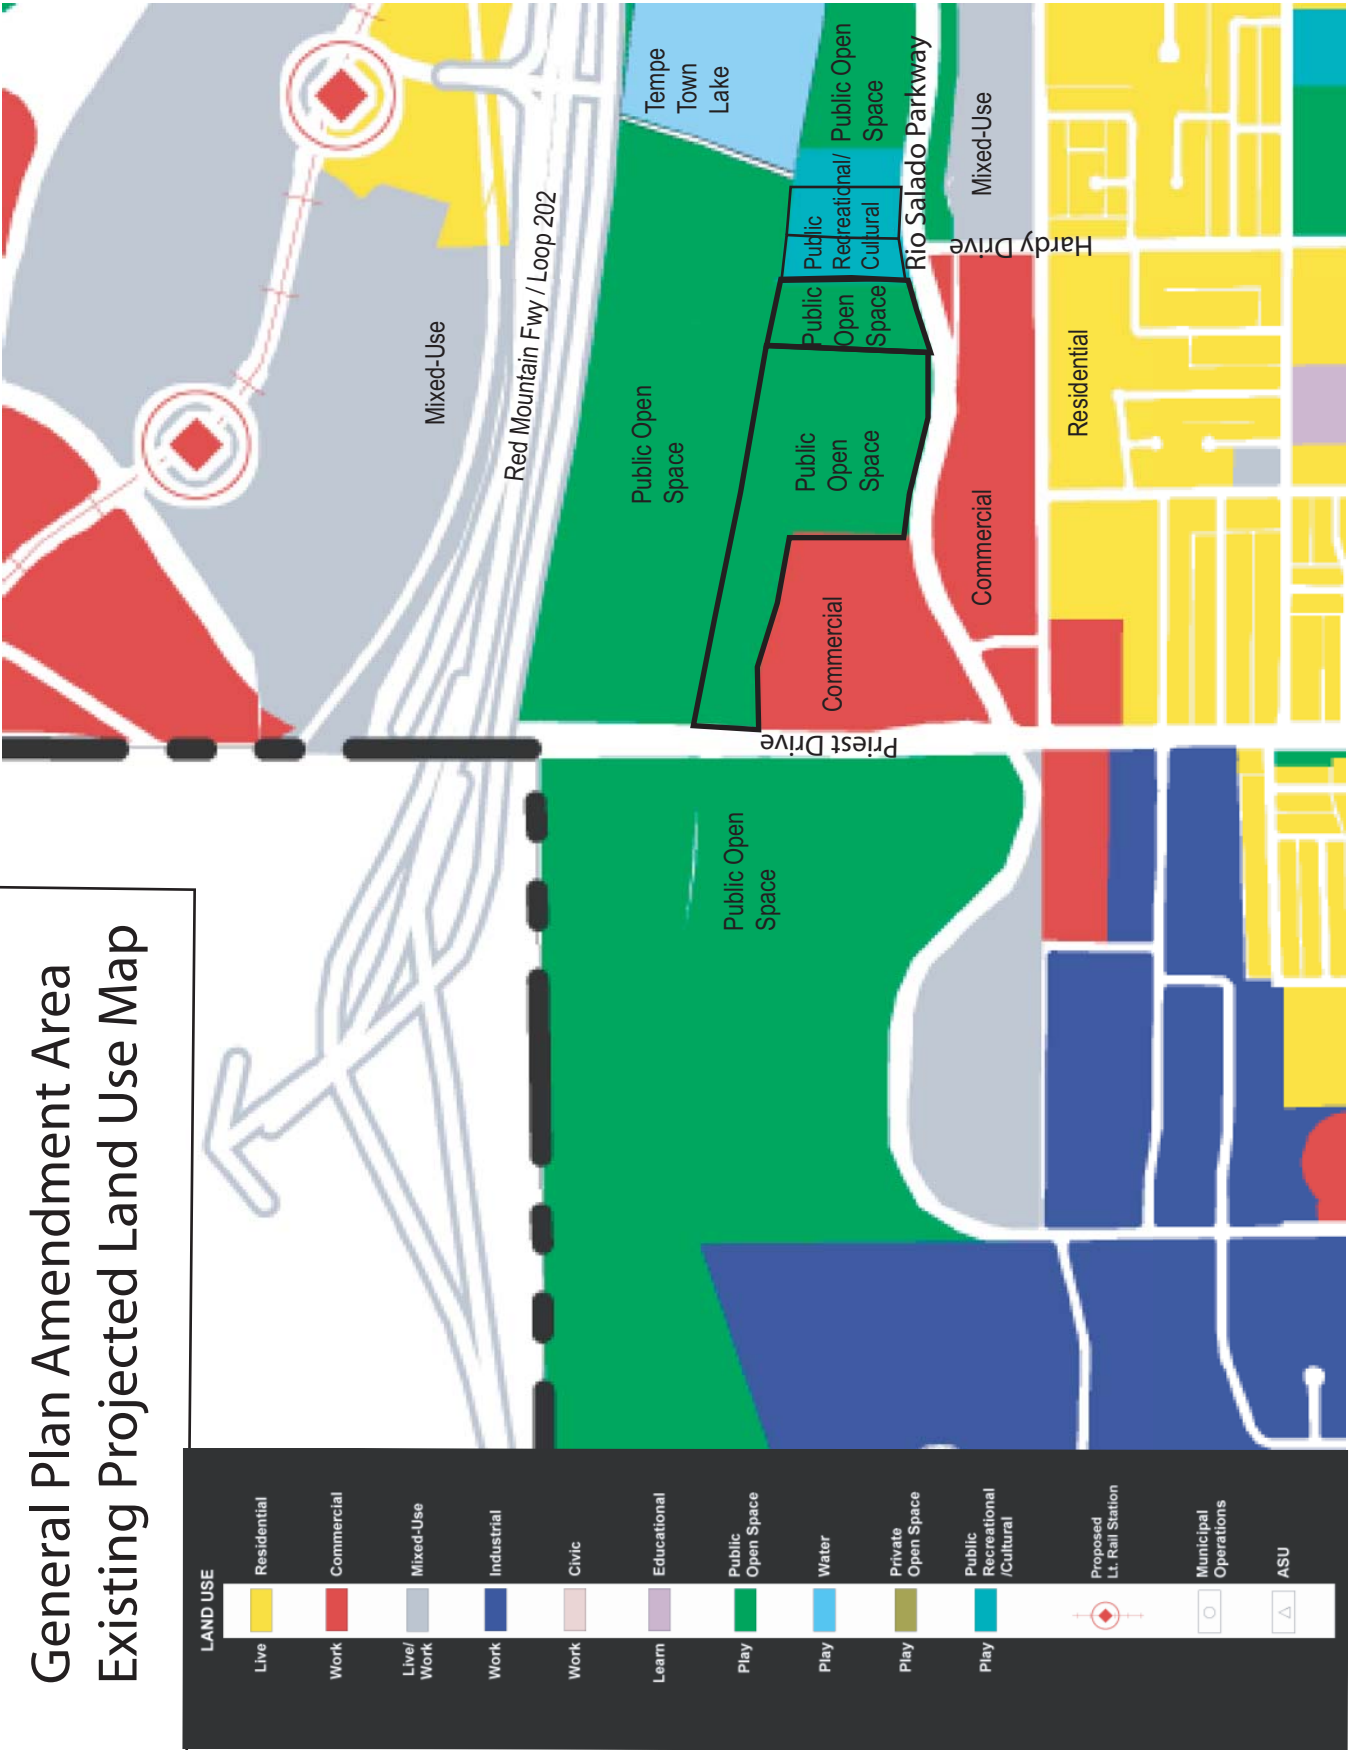 General Plan Amendment Area
Existing Projected Land Use Map
LAND USE
Live
Residential
Work
Commercial
Live/
Work
Mixed-Use
Work
Industrial
Work
Civic
Learn
Educational
Play
Public
Open Space
Play
Water
Play
Private
Open Space
Play
Public
Recreational
/Cultural
Proposed
Lt. Rail Station
Municipal
Operations
ASU
Mixed-Use
Red Mountain Fwy / Loop 202
Tempe
Town
Lake
Public Open
Space
Public Open
Space
Public
Recreational/
Cultural
Public
Open
Space
Public
Open
Space
Public Open
Space
Rio Salado Parkway
Mixed-Use
Hardy Drive
Priest Drive
Commercial
Commercial
Residential